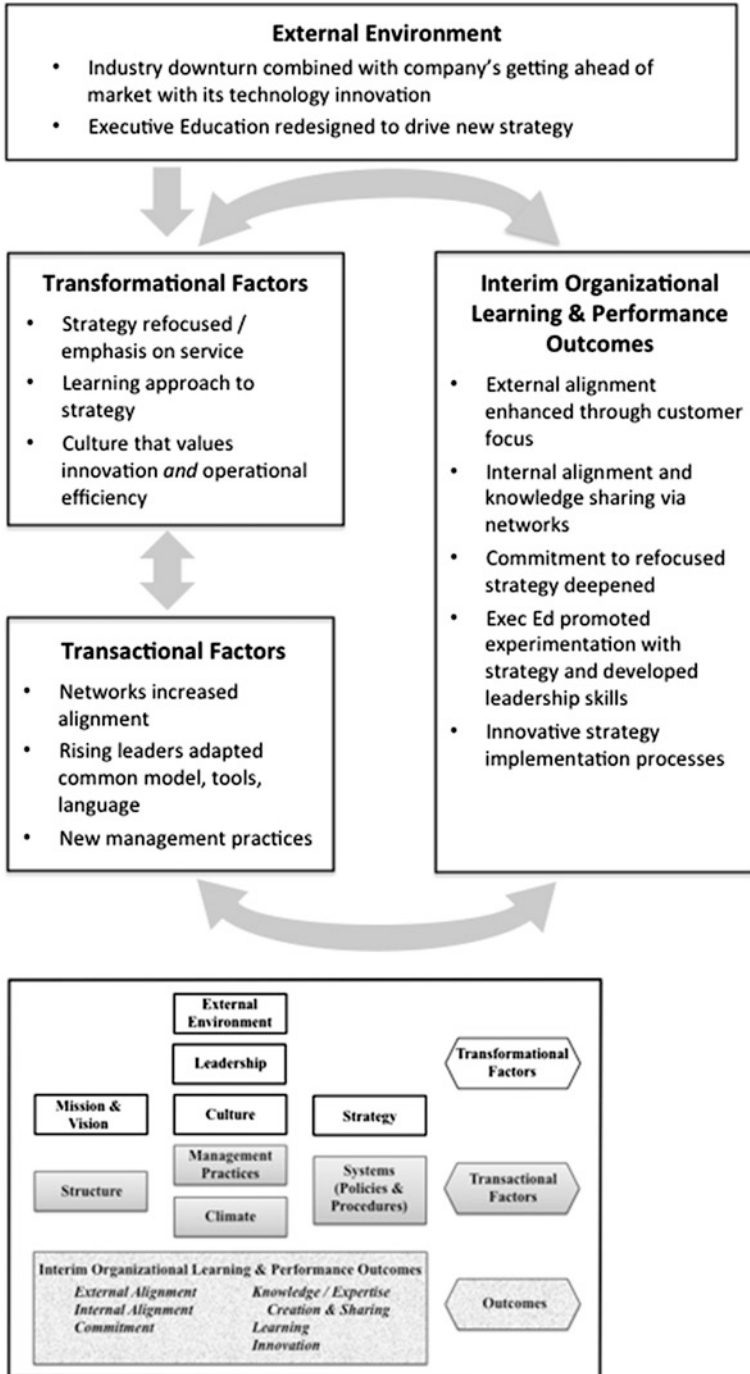 External Environment
• Industry downturn combined with company's getting ahead of
market with its technology innovation
• Executive Education redesigned to drive new strategy
Transformational Factors
• Strategy refocused /
emphasis on service
• Learning approach to
strategy
• Culture that values
innovation and operational
efficiency
Transactional Factors
• Networks increased
alignment
• Rising leaders adapted
common model, tools,
language
• New management practices
Interim Organizational
Learning & Performance
Outcomes
• External alignment
enhanced through customer
focus
• Internal alignment and
knowledge sharing via
networks
• Commitment to refocused
strategy deepened
• Exec Ed promoted
experimentation with
strategy and developed
leadership skills
• Innovative strategy
implementation processes
External
Environment
Leadership
Transformational
Factors
Mission &
Vision
Culture
Strategy
Management
Practices
Structure
Climate
Systems
(Policies &
Procedures)
Transactional
Factors
Interim Organizational Learning & Performance Outcomes
External Alignment
Internal Alignment
Commitment
Knowledge / Expertise
Creation & Sharing
Learning
Innovation
Outcomes